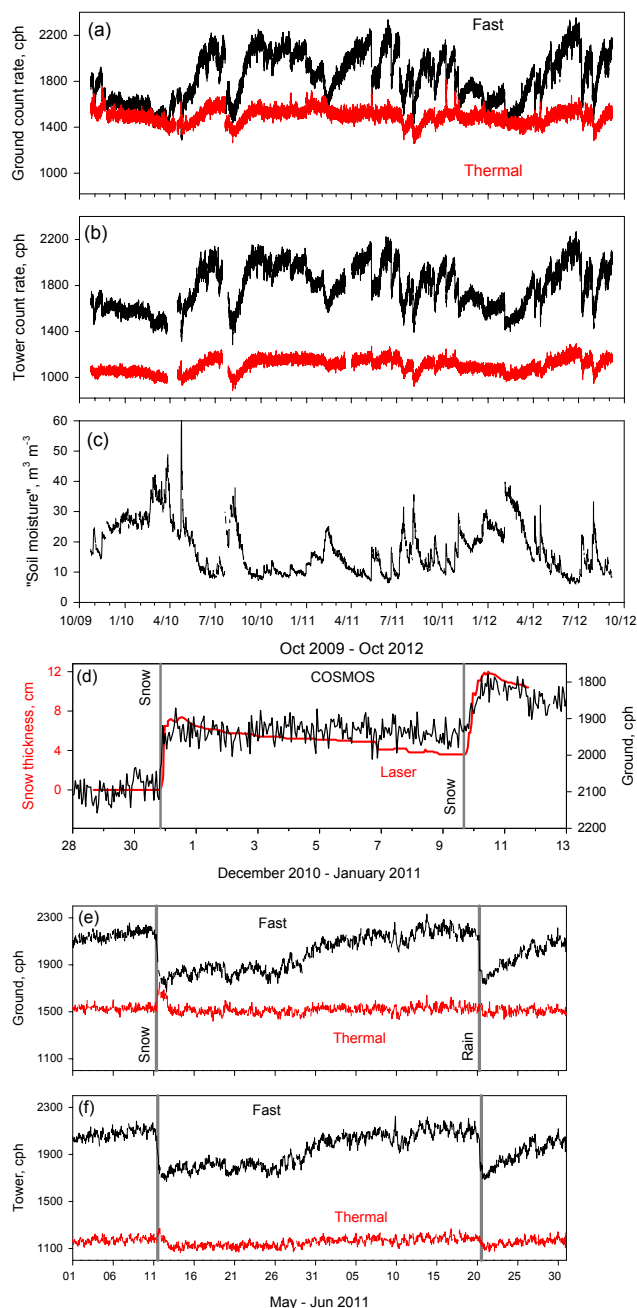 (a)
Fast
Thermal
Ground count rate, cph
2200
1800
1400
1000
(b)
Tower count rate, cph
2200
1800
1400
1000
(c)
"Soil moisture", m³ m⁻³
60
50
40
30
20
10
0
10/09 1/10 4/10 7/10 10/10 1/11 4/11 7/11 10/11 1/12 4/12 7/12 10/12
Oct 2009 - Oct 2012
(d)
Snow
COSMOS
Laser
Snow
Snow thickness, cm
12
8
4
0
1800
1900
2000
2100
2200
Ground, cph
28 30 1 3 5 7 9 11 13
December 2010 - January 2011
(e)
Fast
Thermal
Snow
Rain
Ground, cph
2300
1900
1500
1100
(f)
Fast
Thermal
Tower, cph
2300
1900
1500
1100
01 06 11 16 21 26 31 05 10 15 20 25 30
May - Jun 2011